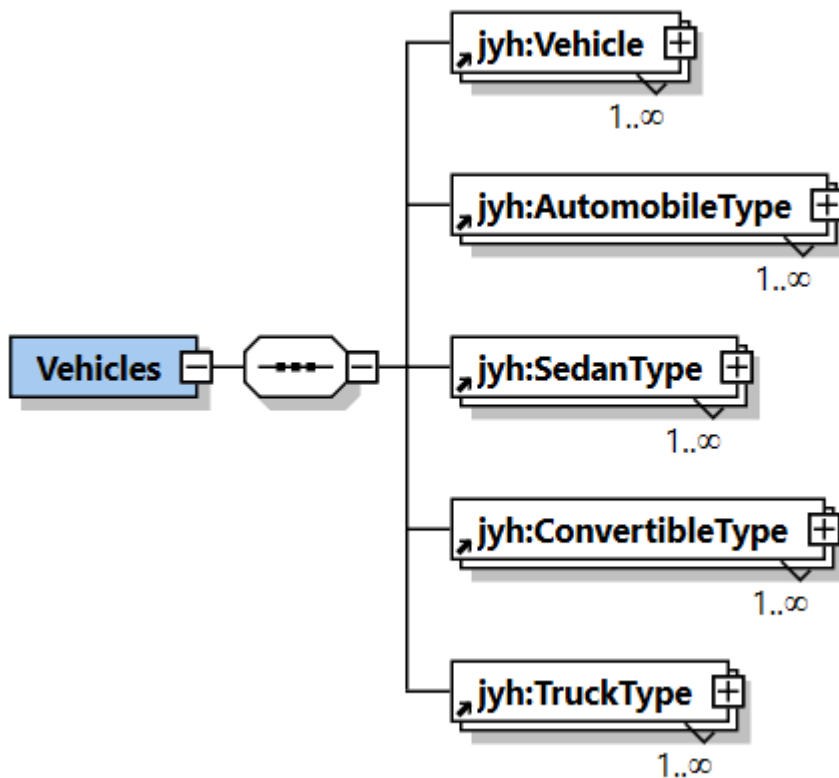 jyh:Vehicle
1..∞
jyh:AutomobileType
1..∞
Vehicles
jyh:SedanType
1..∞
jyh:ConvertibleType
1..∞
jyh:TruckType
1..∞